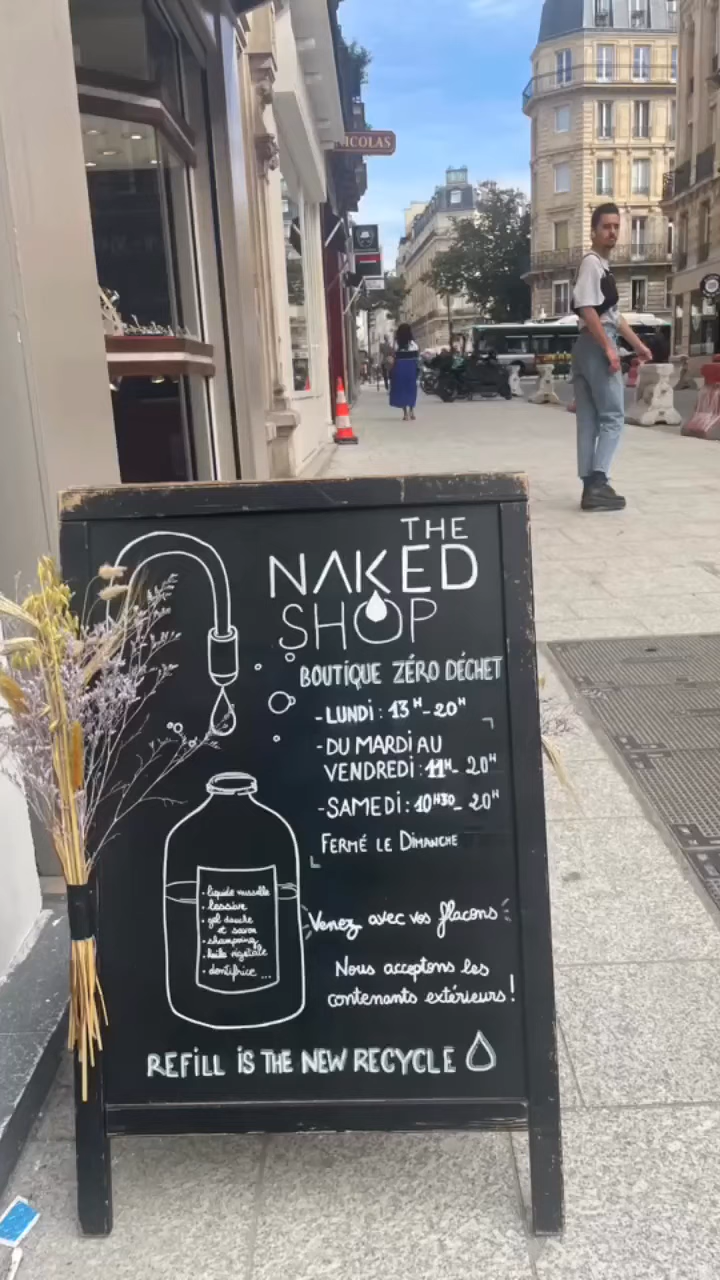 NICOLAS
THE
NAKED
SHOP
BOUTIQUE ZÉRO DÉCHET
-LUNDI : 13H-20H
-DU MARDI AU
VENDREDI : 11H- 20H
-SAMEDI : 10H30- 20H
FERMÉ LE DIMANCHE
• liquide vaisselle
• lessive
• gel douche
et savon
• shampoing
• huile végétale
• dentifrice ...
Venez avec vos flacons
Nous acceptons les
contenants extérieurs !
REFILL IS THE NEW RECYCLE